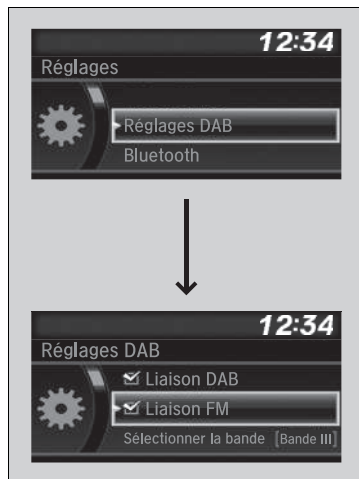 12:34
Réglages
Réglages DAB
Bluetooth
12:34
Réglages DAB
Liaison DAB
Liaison FM
Sélectionner la bande [Bande III]